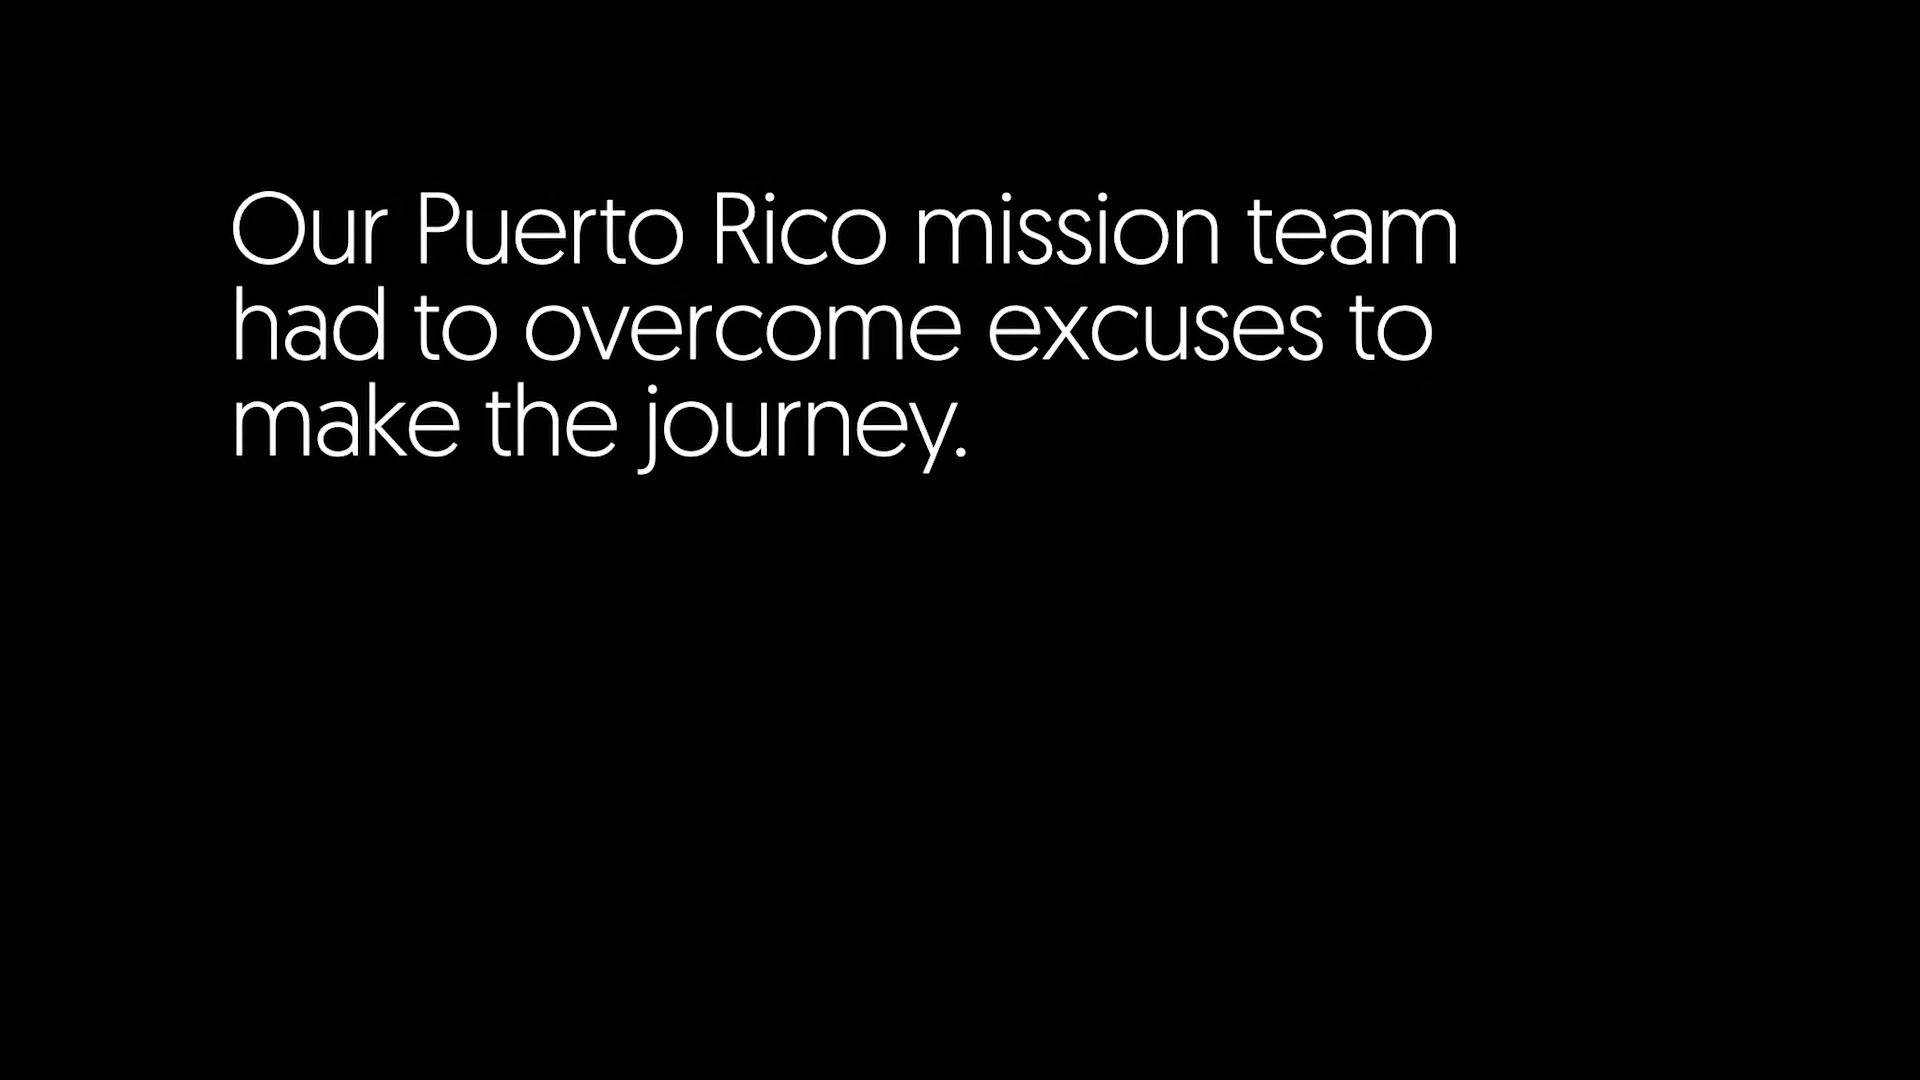 Our Puerto Rico mission team
had to overcome excuses to
make the journey.